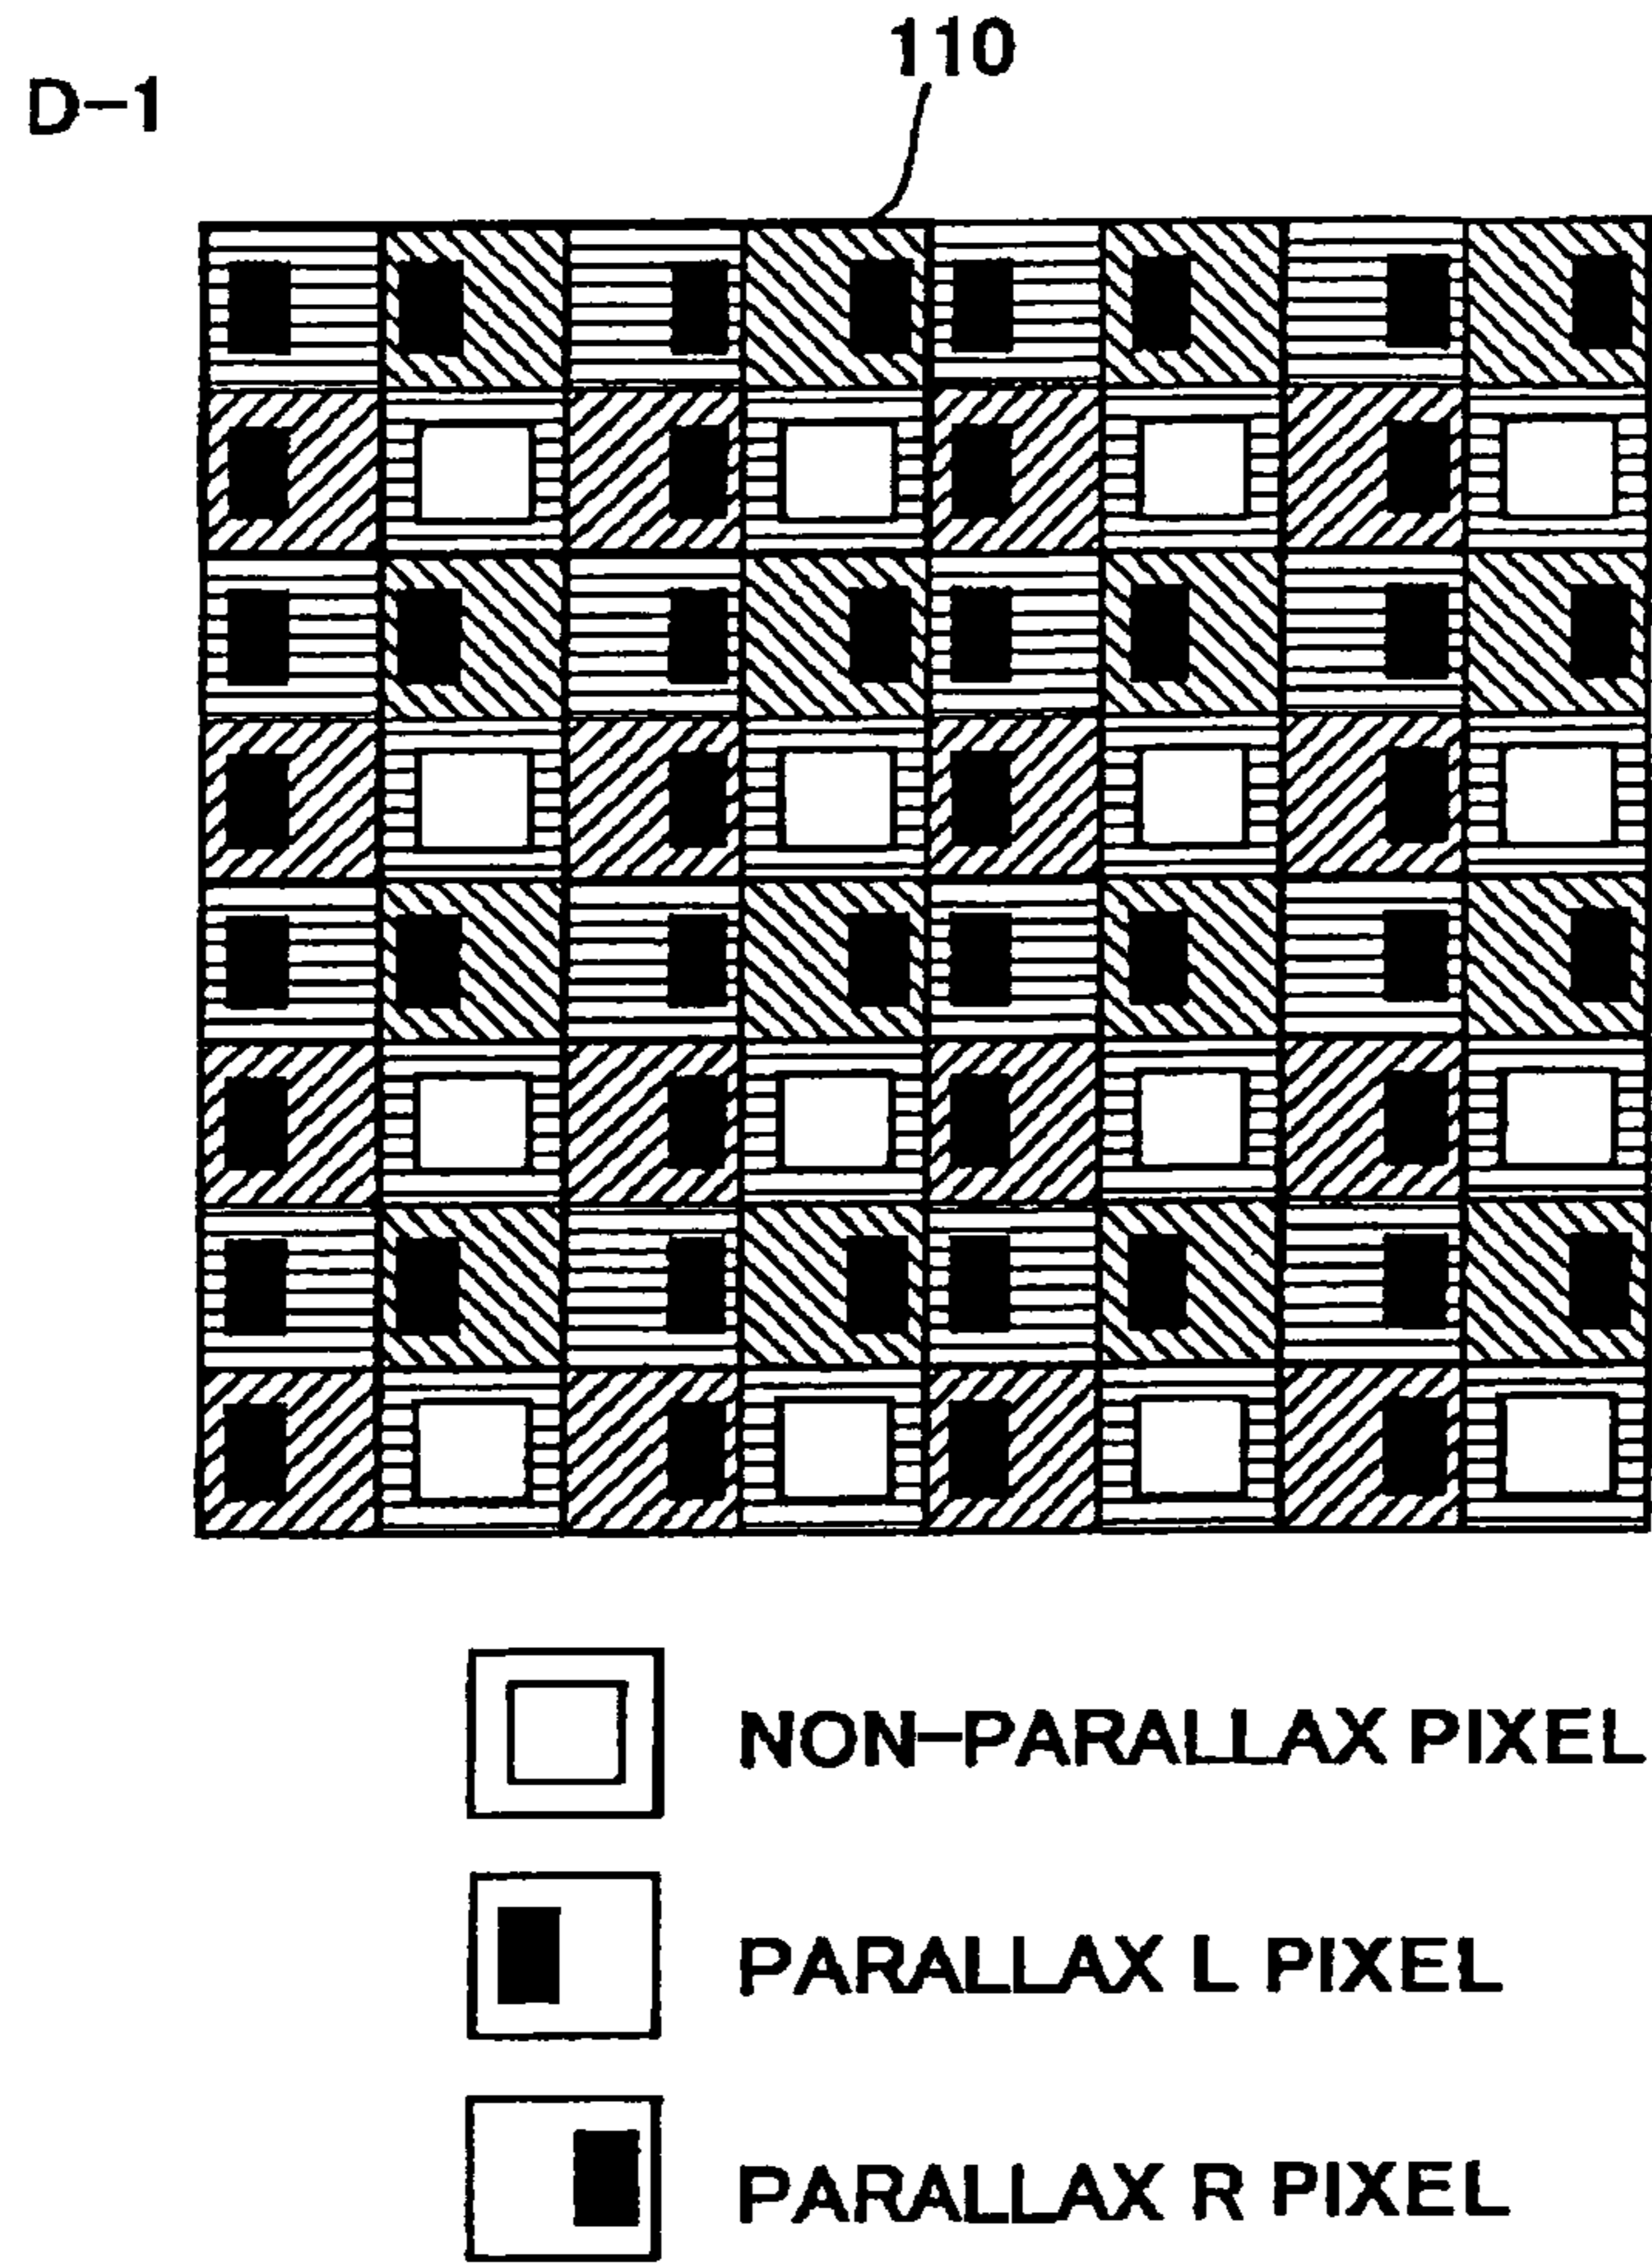 110
D-1
NON-PARALLAX PIXEL
PARALLAX L PIXEL
PARALLAX R PIXEL